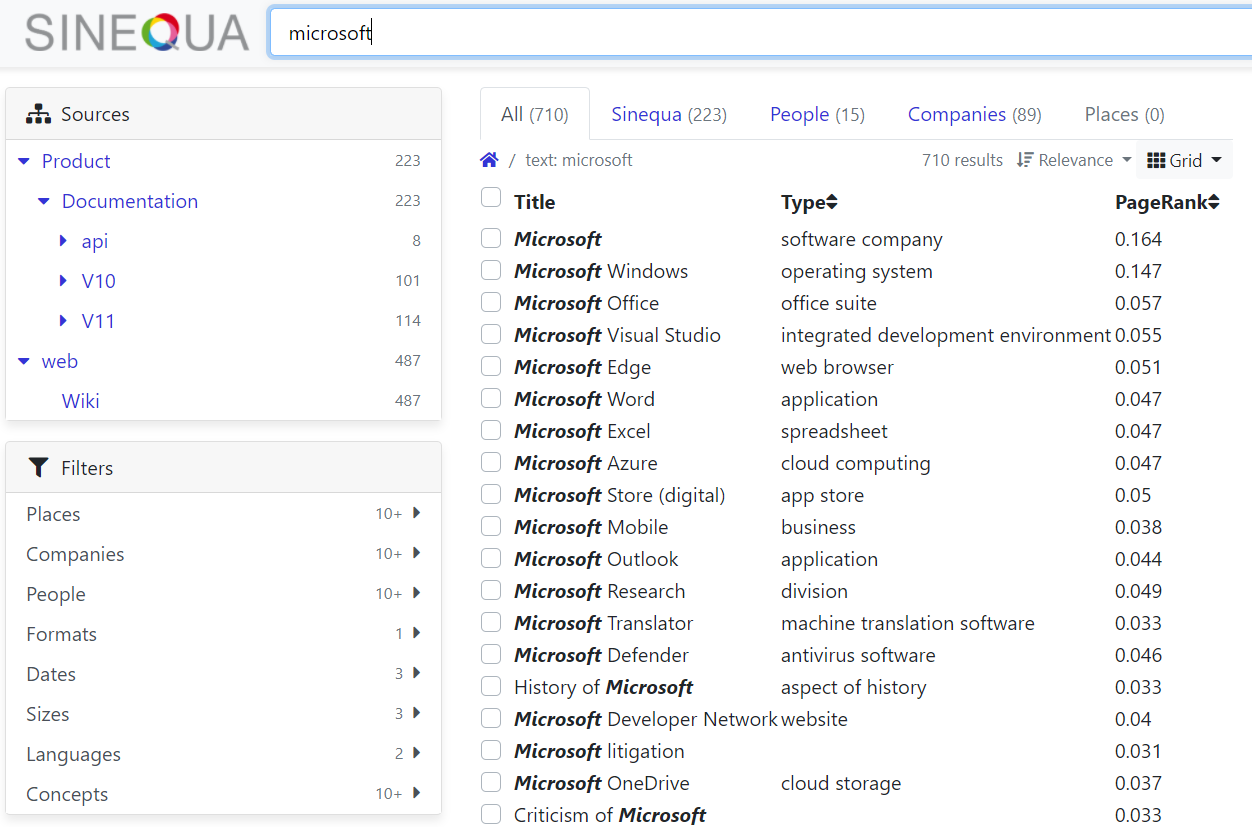 SINEQUA
microsoft
Sources
Product 223
Documentation 223
api 8
V10 101
V11 114
web 487
Wiki 487
Filters
Places 10+
Companies 10+
People 10+
Formats 1
Dates 3
Sizes 3
Languages 2
Concepts 10+
All (710) Sinequa (223) People (15) Companies (89) Places (0)
/ text: microsoft 710 results Relevance Grid
Title Type PageRank
Microsoft software company 0.164
Microsoft Windows operating system 0.147
Microsoft Office office suite 0.057
Microsoft Visual Studio integrated development environment 0.055
Microsoft Edge web browser 0.051
Microsoft Word application 0.047
Microsoft Excel spreadsheet 0.047
Microsoft Azure cloud computing 0.047
Microsoft Store (digital) app store 0.05
Microsoft Mobile business 0.038
Microsoft Outlook application 0.044
Microsoft Research division 0.049
Microsoft Translator machine translation software 0.033
Microsoft Defender antivirus software 0.046
History of Microsoft aspect of history 0.033
Microsoft Developer Network website 0.04
Microsoft litigation 0.031
Microsoft OneDrive cloud storage 0.037
Criticism of Microsoft 0.033